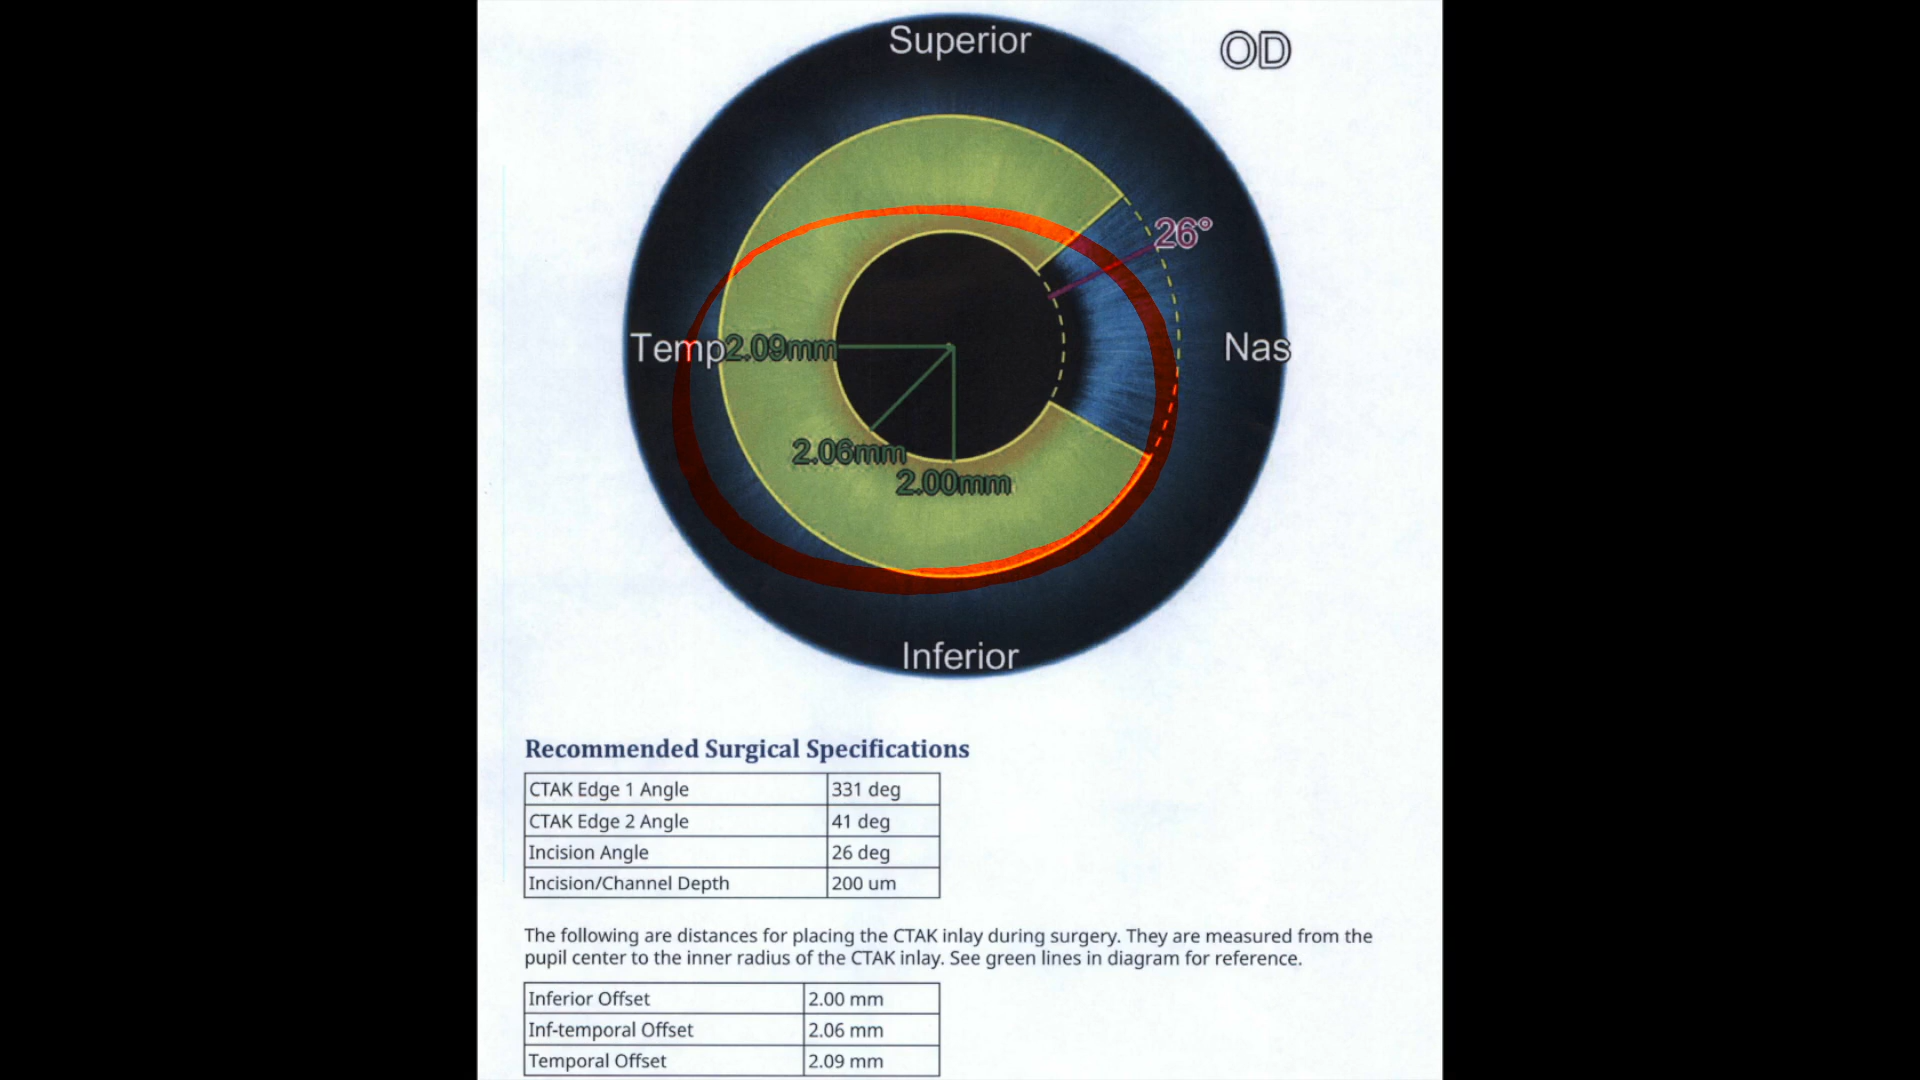 Superior
OD
26°
Temp
2.09mm
Nas
2.06mm
2.00mm
Inferior
Recommended Surgical Specifications
CTAK Edge 1 Angle 331 deg
CTAK Edge 2 Angle 41 deg
Incision Angle 26 deg
Incision/Channel Depth 200 um
The following are distances for placing the CTAK inlay during surgery. They are measured from the
pupil center to the inner radius of the CTAK inlay. See green lines in diagram for reference.
Inferior Offset 2.00 mm
Inf-temporal Offset 2.06 mm
Temporal Offset 2.09 mm